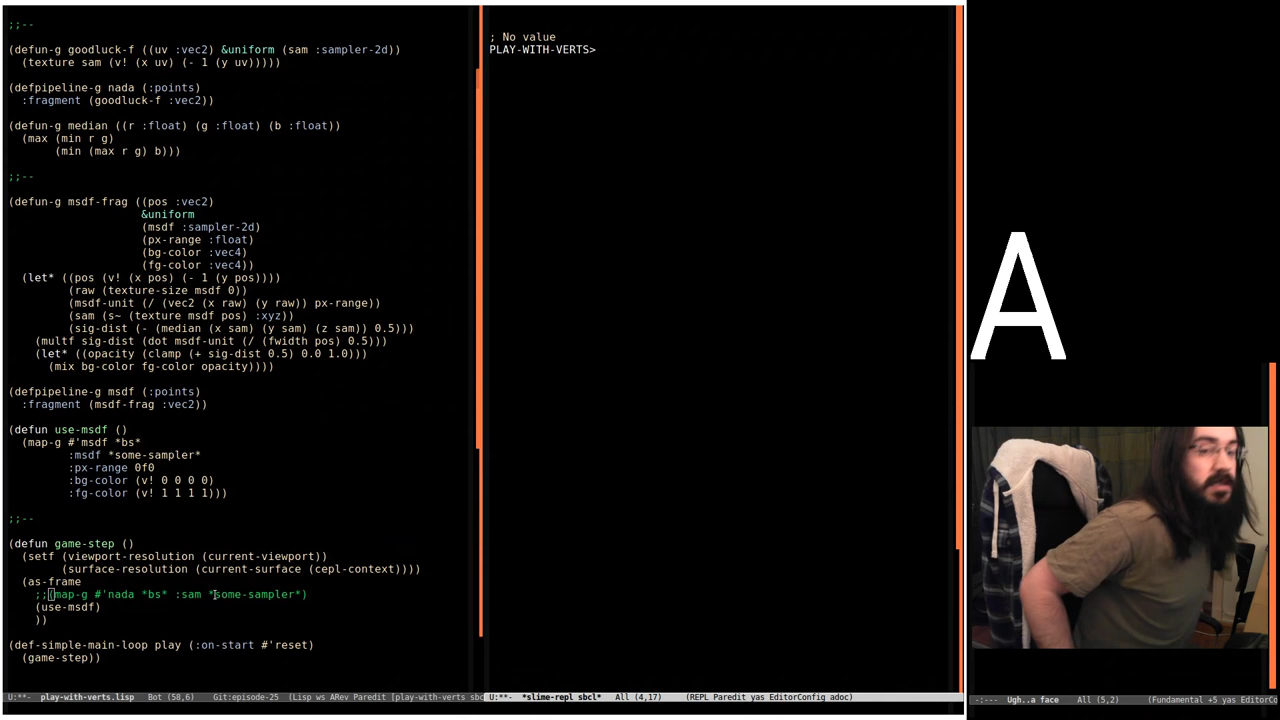 ;;--
(defun-g goodluck-f ((uv :vec2) &uniform (sam :sampler-2d))
  (texture sam (v! (x uv) (- 1 (y uv)))))
(defpipeline-g nada (:points)
  :fragment (goodluck-f :vec2))
(defun-g median ((r :float) (g :float) (b :float))
  (max (min r g)
       (min (max r g) b)))
;;--
(defun-g msdf-frag ((pos :vec2)
                    &uniform
                    (msdf :sampler-2d)
                    (px-range :float)
                    (bg-color :vec4)
                    (fg-color :vec4))
  (let* ((pos (v! (x pos) (- 1 (y pos))))
         (raw (texture-size msdf 0))
         (msdf-unit (/ (vec2 (x raw) (y raw)) px-range))
         (sam (s~ (texture msdf pos) :xyz))
         (sig-dist (- (median (x sam) (y sam) (z sam)) 0.5)))
    (multf sig-dist (dot msdf-unit (/ (fwidth pos) 0.5)))
    (let* ((opacity (clamp (+ sig-dist 0.5) 0.0 1.0)))
      (mix bg-color fg-color opacity))))
(defpipeline-g msdf (:points)
  :fragment (msdf-frag :vec2))
(defun use-msdf ()
  (map-g #'msdf *bs*
         :msdf *some-sampler*
         :px-range 0f0
         :bg-color (v! 0 0 0 0)
         :fg-color (v! 1 1 1 1)))
;;--
(defun game-step ()
  (setf (viewport-resolution (current-viewport))
        (surface-resolution (current-surface (cepl-context))))
  (as-frame
    ;;(map-g #'nada *bs* :sam *some-sampler*)
    (use-msdf)
    ))
(def-simple-main-loop play (:on-start #'reset)
  (game-step))
U:**-  play-with-verts.lisp   Bot (58,6)    Git:episode-25  (Lisp ws ARev Paredit [play-with-verts sbc
; No value
PLAY-WITH-VERTS>
U:**-  *slime-repl sbcl*   All (4,17)     (REPL Paredit yas EditorConfig adoc)
A
-:---  Ugh..a face    All (5,2)      (Fundamental +5 yas EditorCo